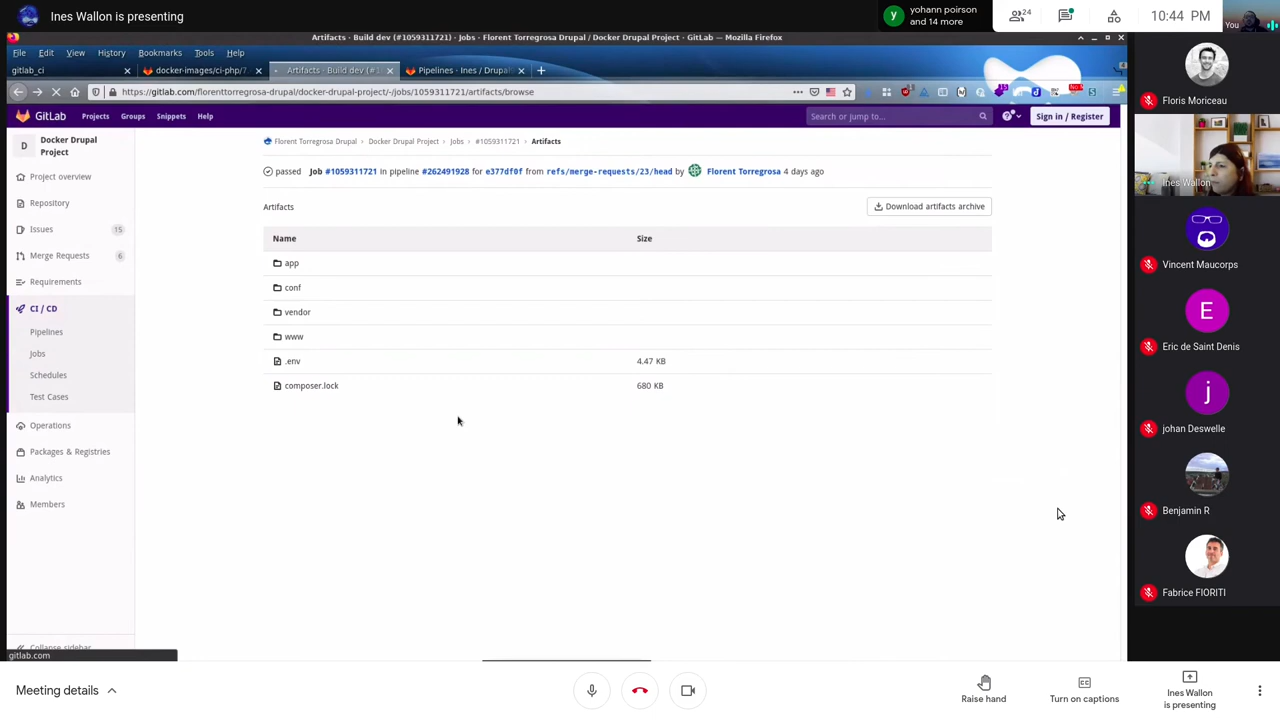 Ines Wallon is presenting
y yohann poirson and 14 more
24
10:44 PM
You
Artifacts · Build dev (#1059311721) · Jobs · Florent Torregrosa Drupal / Docker Drupal Project · GitLab — Mozilla Firefox
File Edit View History Bookmarks Tools Help
gitlab_ci
docker-images/ci-php/7
Artifacts · Build dev (#1
Pipelines · Ines / Drupal
https://gitlab.com/florenttorregrosa-drupal/docker-drupal-project/-/jobs/1059311721/artifacts/browse
GitLab Projects Groups Snippets Help
Search or jump to...
Sign in / Register
D Docker Drupal Project
Project overview
Repository
Issues 15
Merge Requests 6
Requirements
CI / CD
Pipelines
Jobs
Schedules
Test Cases
Operations
Packages & Registries
Analytics
Members
Collapse sidebar
gitlab.com
Florent Torregrosa Drupal > Docker Drupal Project > Jobs > #1059311721 > Artifacts
passed Job #1059311721 in pipeline #262491928 for e377df0f from refs/merge-requests/23/head by Florent Torregrosa 4 days ago
Artifacts
Download artifacts archive
Name Size
app
conf
vendor
www
.env 4.47 KB
composer.lock 680 KB
Floris Moriceau
Ines Wallon
Vincent Maucorps
E
Eric de Saint Denis
j
johan Deswelle
Benjamin R
Fabrice FIORITI
Meeting details
Raise hand
Turn on captions
Ines Wallon
is presenting